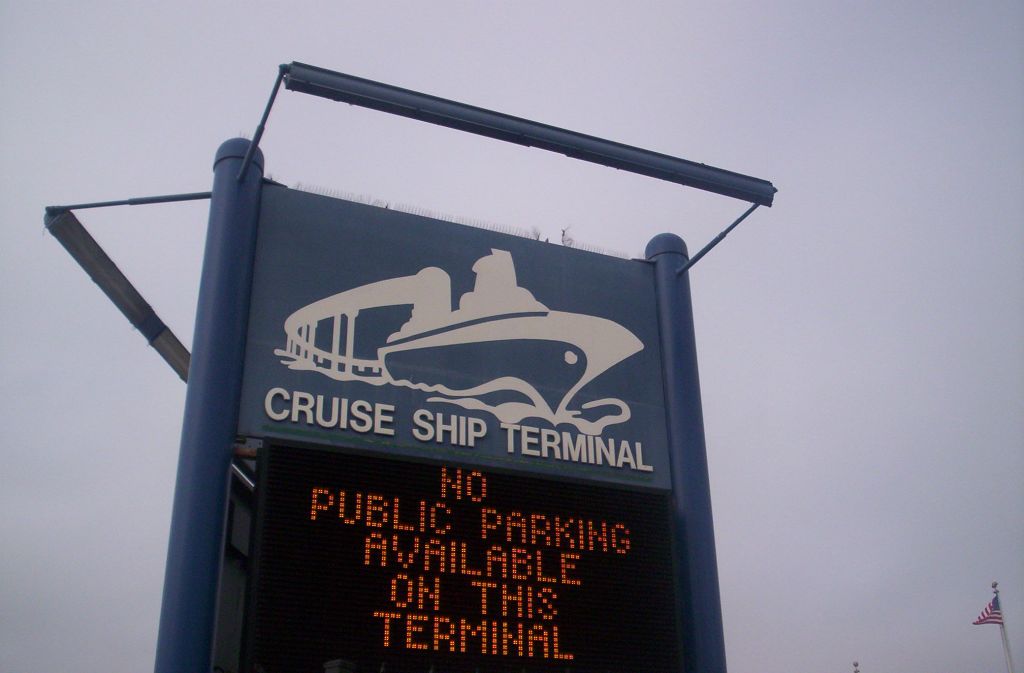 CRUISE SHIP TERMINAL
NO
PUBLIC PARKING
AVAILABLE
ON THIS
TERMINAL